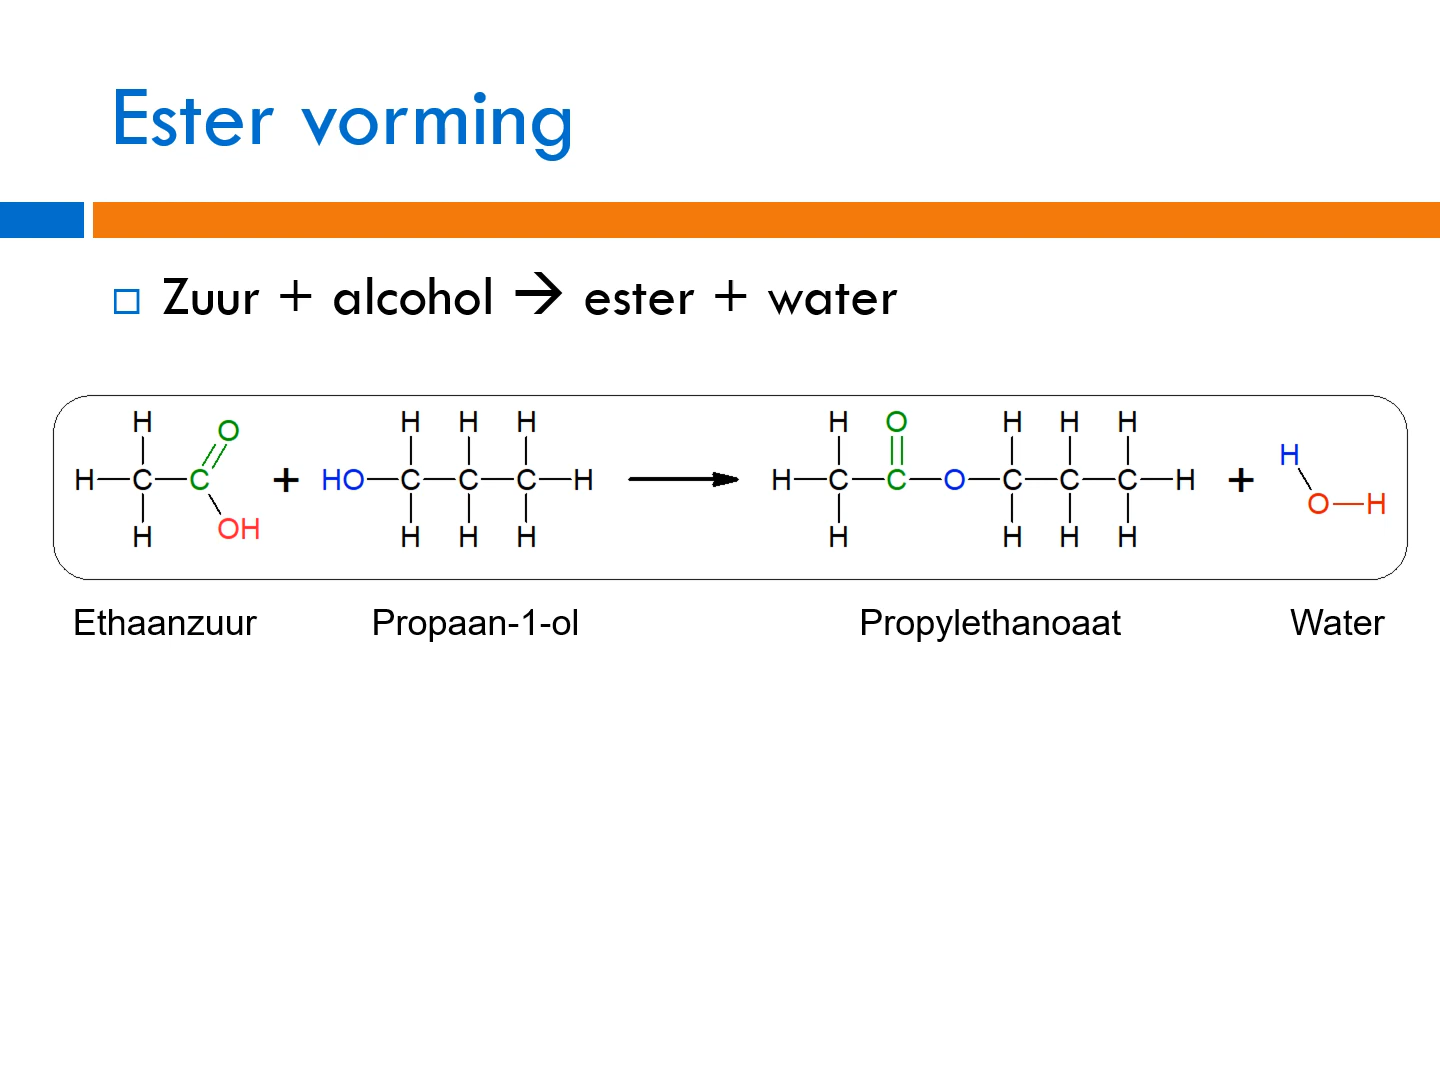 Ester vorming
Zuur + alcohol → ester + water
H O H H H H O H H H H
H C C + HO C C C H → H C C O C C C H + O H
H OH H H H H H H H
Ethaanzuur Propaan-1-ol Propylethanoaat Water